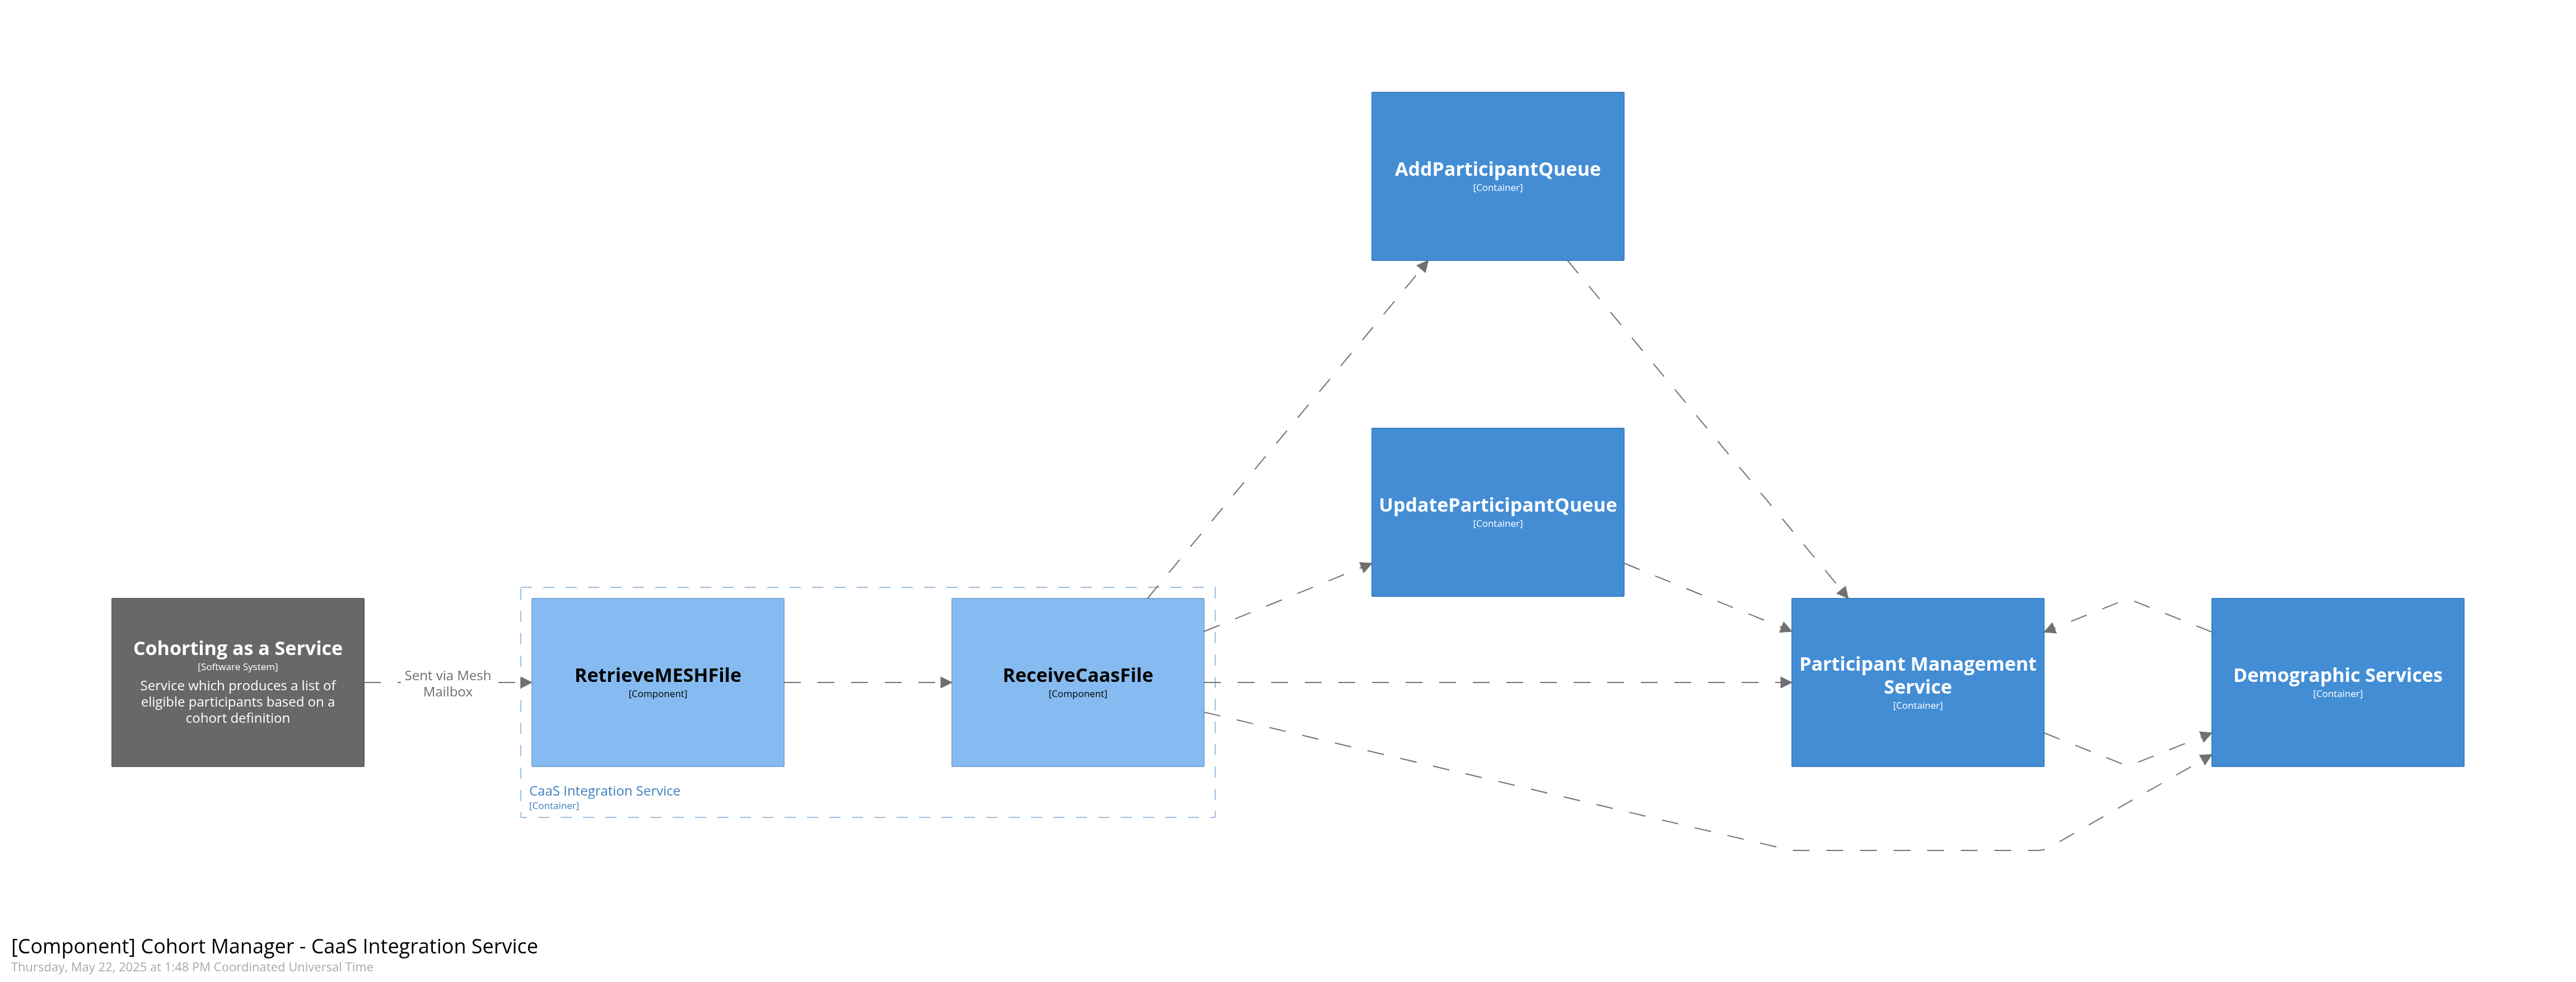 AddParticipantQueue
[Container]
UpdateParticipantQueue
[Container]
Cohorting as a Service
[Software System]
Service which produces a list of
eligible participants based on a
cohort definition
Sent via Mesh
Mailbox
RetrieveMESHFile
[Component]
ReceiveCaasFile
[Component]
CaaS Integration Service
[Container]
Participant Management
Service
[Container]
Demographic Services
[Container]
[Component] Cohort Manager - CaaS Integration Service
Thursday, May 22, 2025 at 1:48 PM Coordinated Universal Time